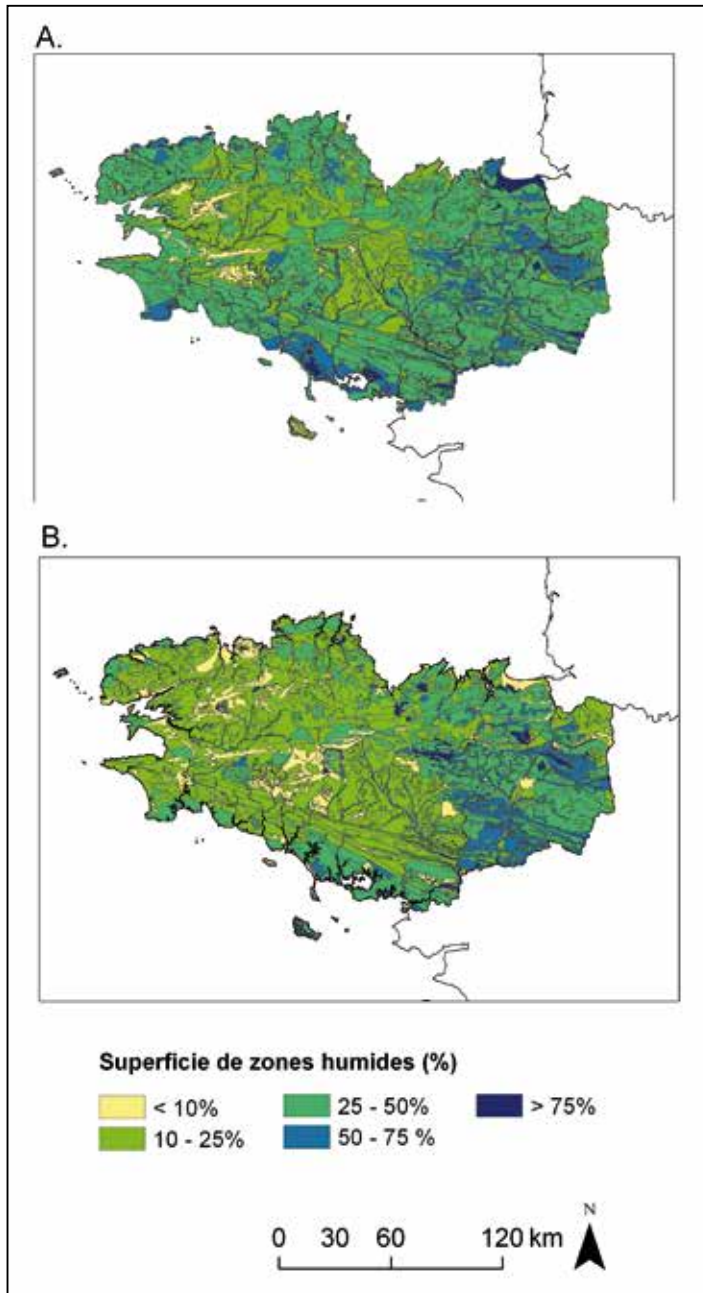 A.
B.
Superficie de zones humides (%)
< 10% 25 - 50% > 75%
10 - 25% 50 - 75 %
N
0 30 60 120 km